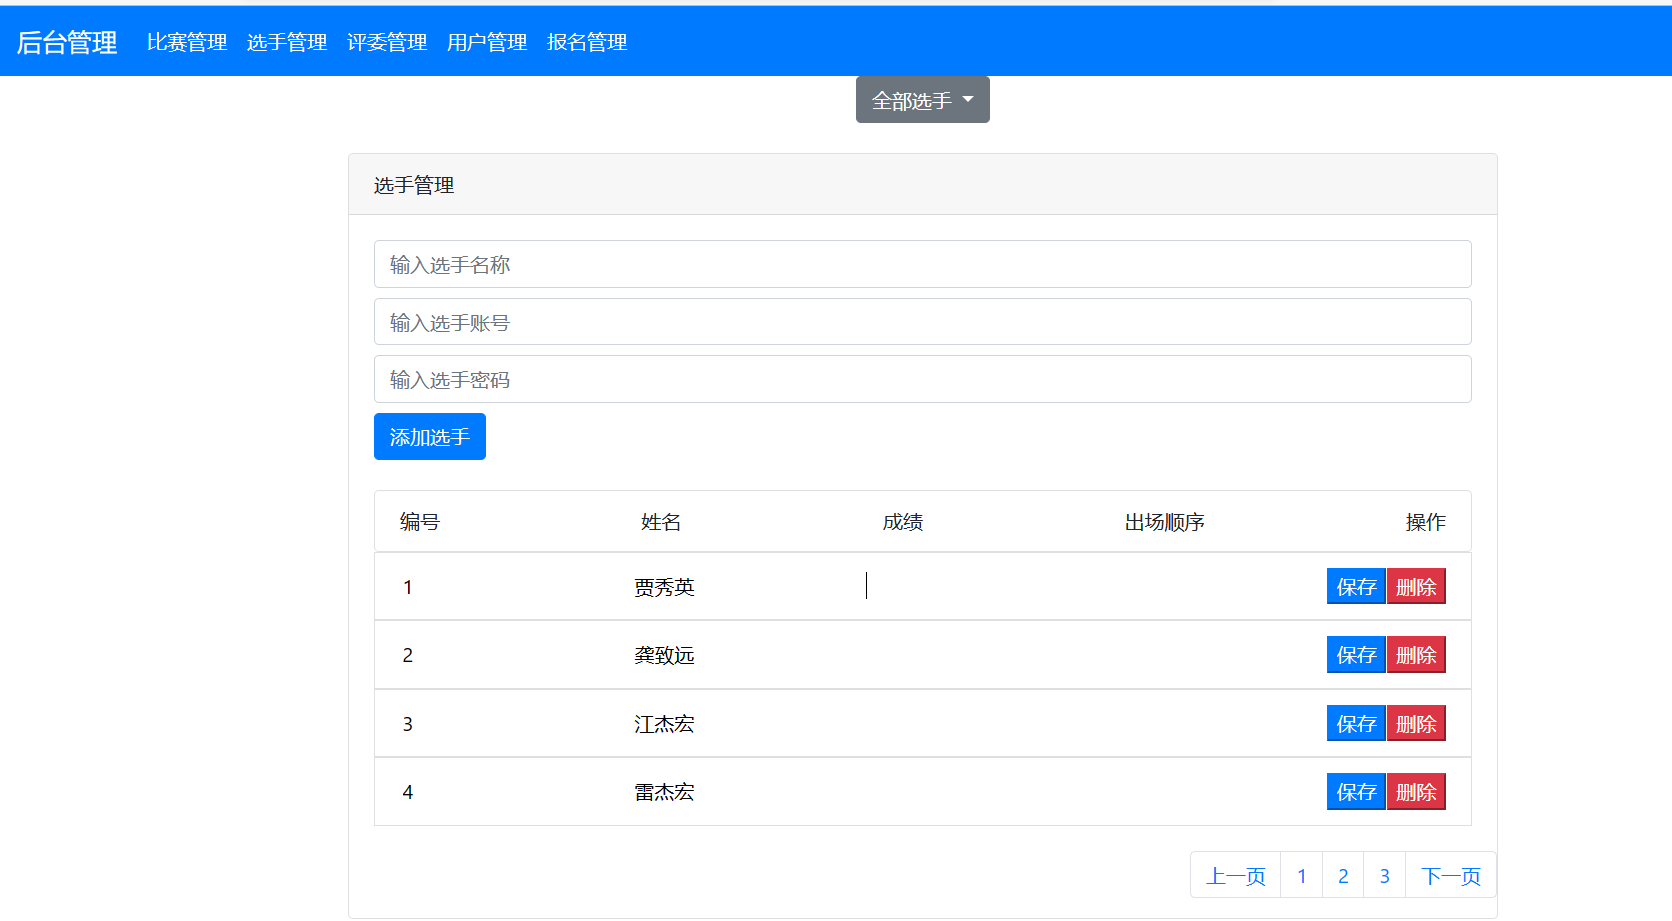 后台管理 比赛管理 选手管理 评委管理 用户管理 报名管理
全部选手
选手管理
输入选手名称
输入选手账号
输入选手密码
添加选手
编号 姓名 成绩 出场顺序 操作
1 贾秀英 保存 删除
2 龚致远 保存 删除
3 江杰宏 保存 删除
4 雷杰宏 保存 删除
上一页 1 2 3 下一页